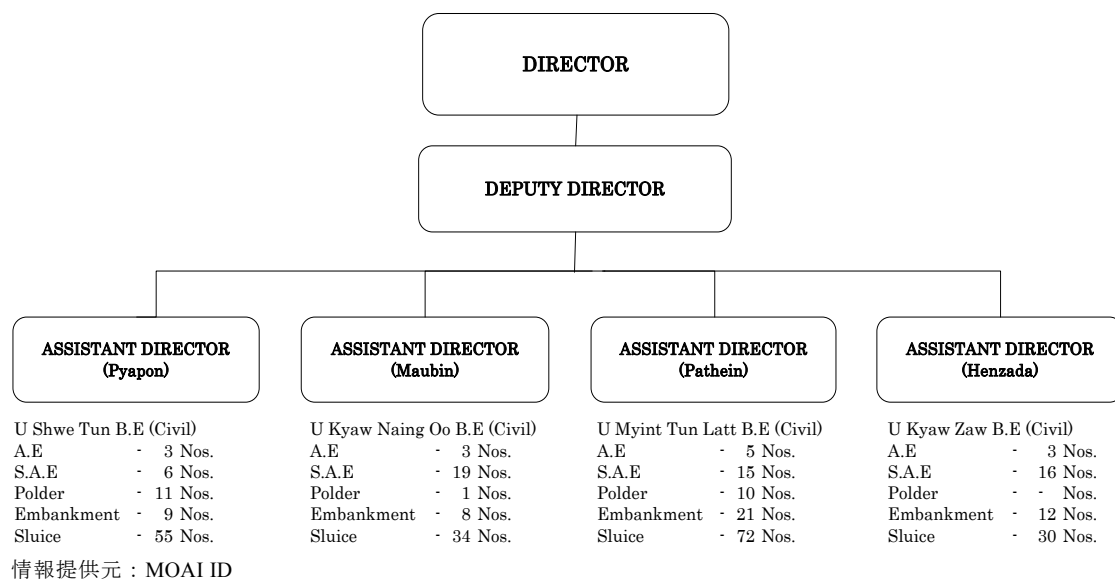 DIRECTOR
DEPUTY DIRECTOR
ASSISTANT DIRECTOR
(Pyapon)
U Shwe Tun B.E (Civil)
A.E - 3 Nos.
S.A.E - 6 Nos.
Polder - 11 Nos.
Embankment - 9 Nos.
Sluice - 55 Nos.
ASSISTANT DIRECTOR
(Maubin)
U Kyaw Naing Oo B.E (Civil)
A.E - 3 Nos.
S.A.E - 19 Nos.
Polder - 1 Nos.
Embankment - 8 Nos.
Sluice - 34 Nos.
ASSISTANT DIRECTOR
(Pathein)
U Myint Tun Latt B.E (Civil)
A.E - 5 Nos.
S.A.E - 15 Nos.
Polder - 10 Nos.
Embankment - 21 Nos.
Sluice - 72 Nos.
ASSISTANT DIRECTOR
(Henzada)
U Kyaw Zaw B.E (Civil)
A.E - 3 Nos.
S.A.E - 16 Nos.
Polder - - Nos.
Embankment - 12 Nos.
Sluice - 30 Nos.
情報提供元：MOAI ID